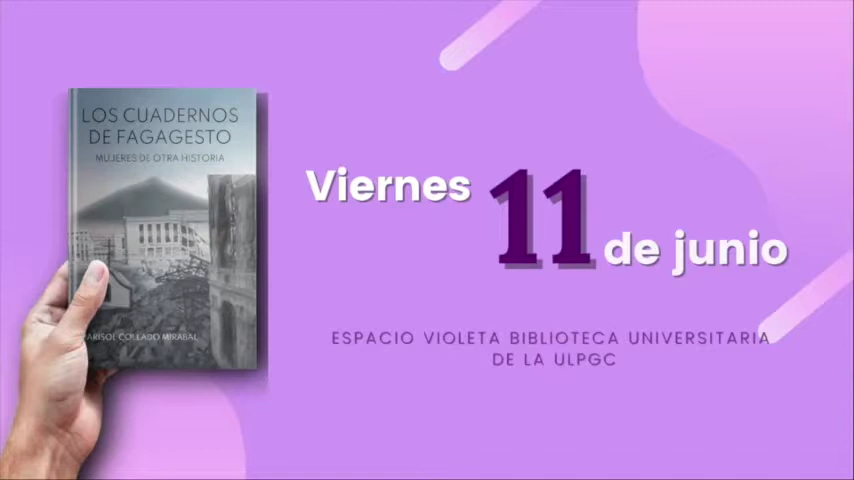 LOS CUADERNOS
DE FAGAGESTO
MUJERES DE OTRA HISTORIA
MARISOL COLLADO MIRABAL
Viernes
11
de junio
ESPACIO VIOLETA BIBLIOTECA UNIVERSITARIA
DE LA ULPGC